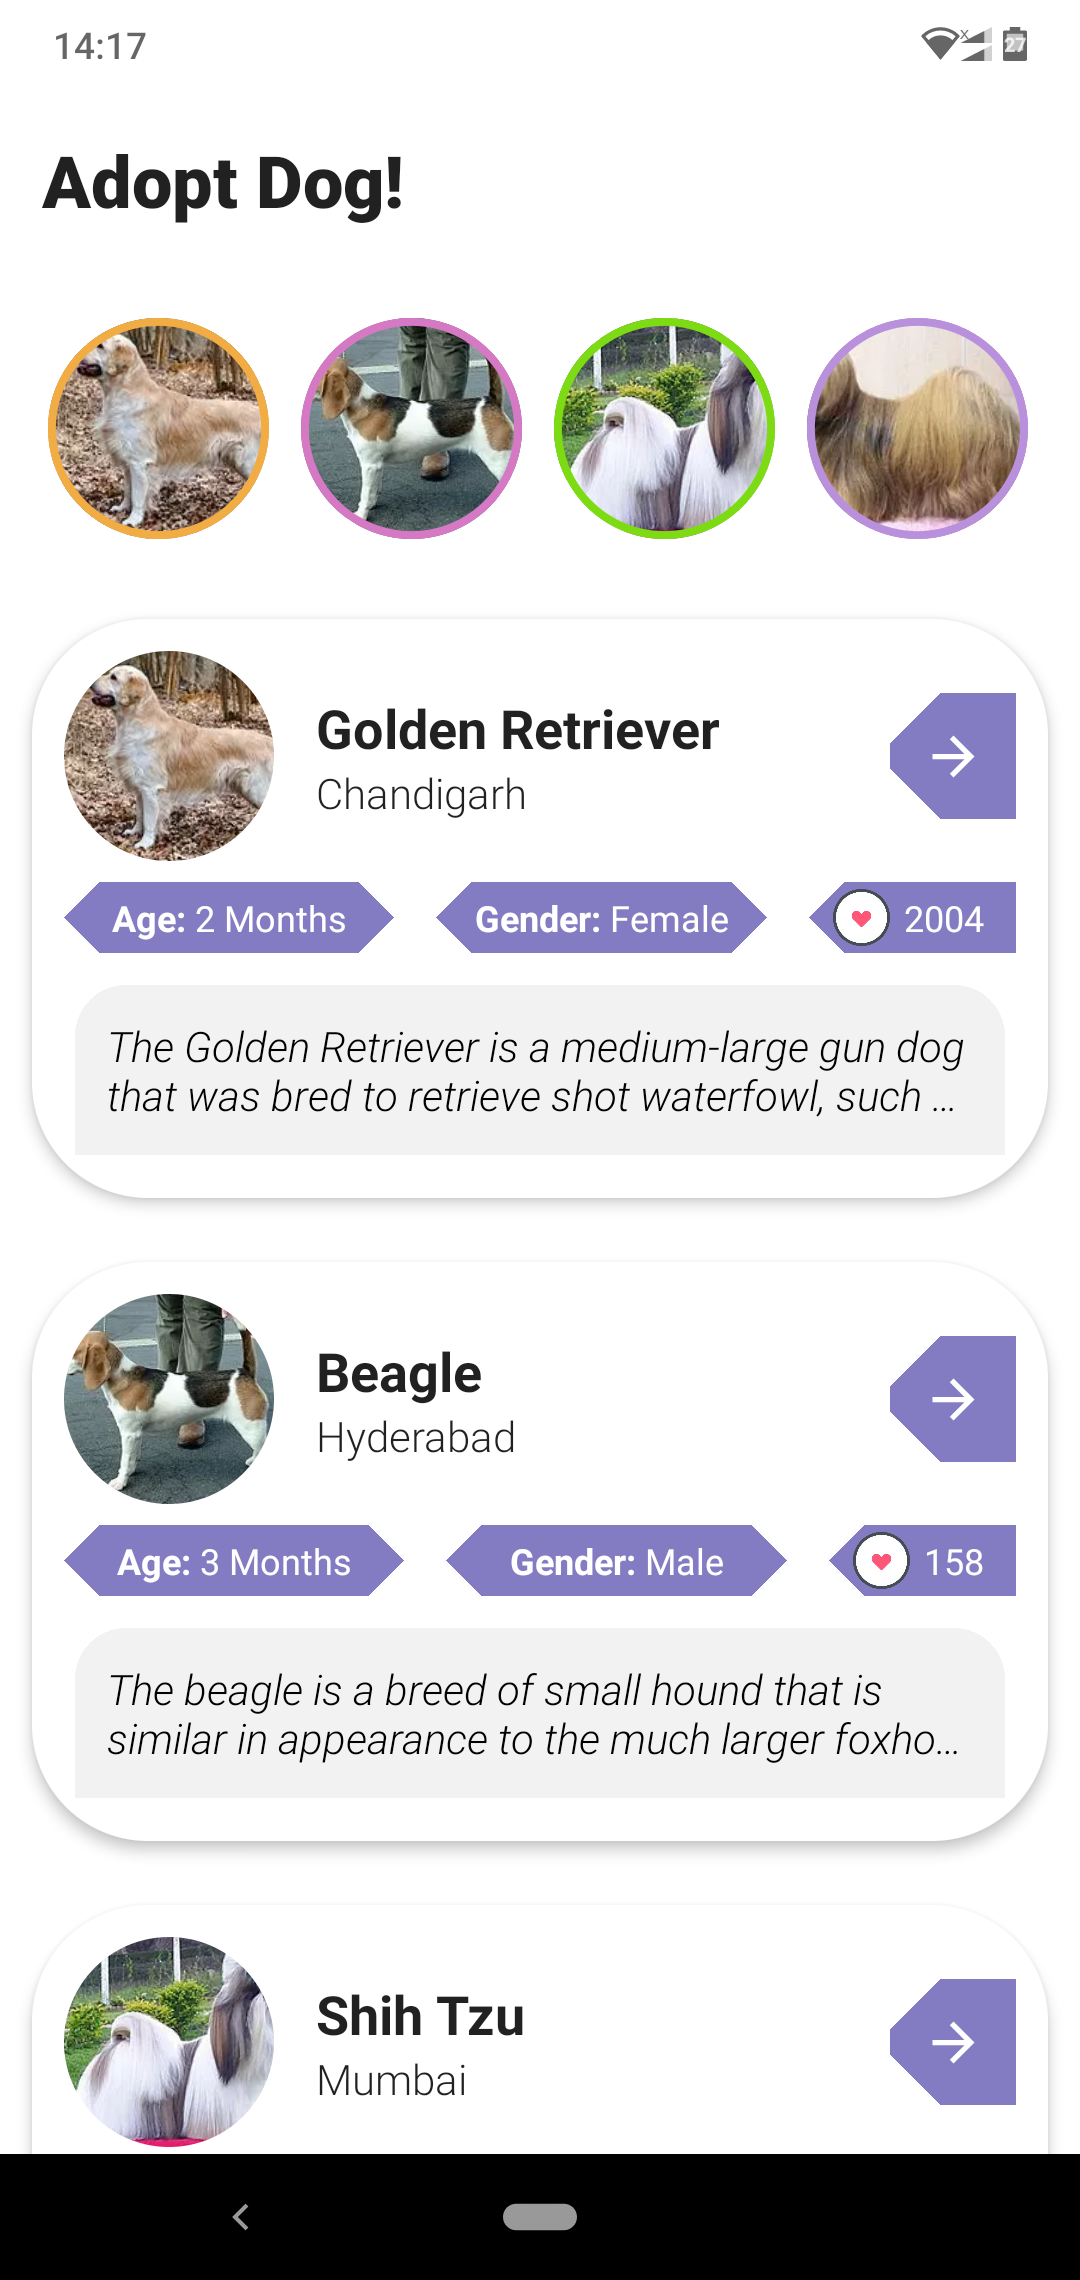 14:17
x
27
Adopt Dog!
Golden Retriever
Chandigarh
Age: 2 Months
Gender: Female
2004
The Golden Retriever is a medium-large gun dog
that was bred to retrieve shot waterfowl, such ...
Beagle
Hyderabad
Age: 3 Months
Gender: Male
158
The beagle is a breed of small hound that is
similar in appearance to the much larger foxho...
Shih Tzu
Mumbai